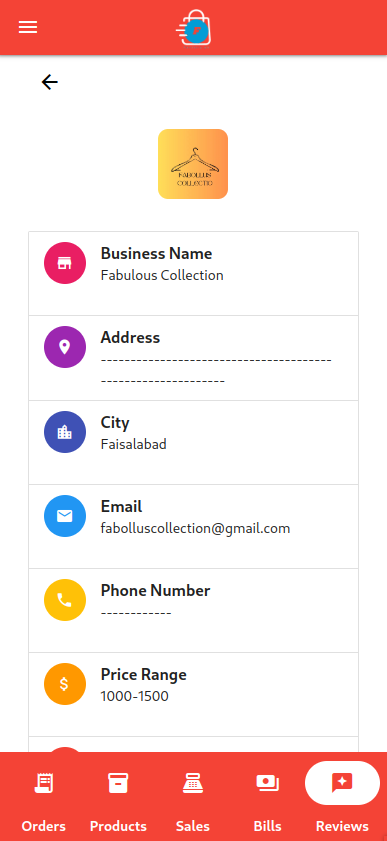 FABOLLUS
COLLECTIO
Business Name
Fabulous Collection
Address
---------------------------------------
---------------------
City
Faisalabad
Email
fabolluscollection@gmail.com
Phone Number
------------
Price Range
1000-1500
Orders Products Sales Bills Reviews